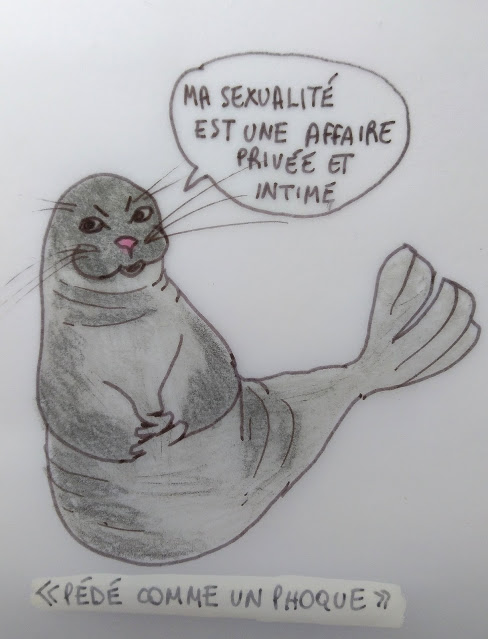 MA SEXUALITÉ
EST UNE AFFAIRE
PRIVÉE ET
INTIME
«PÉDÉ COMME UN PHOQUE»